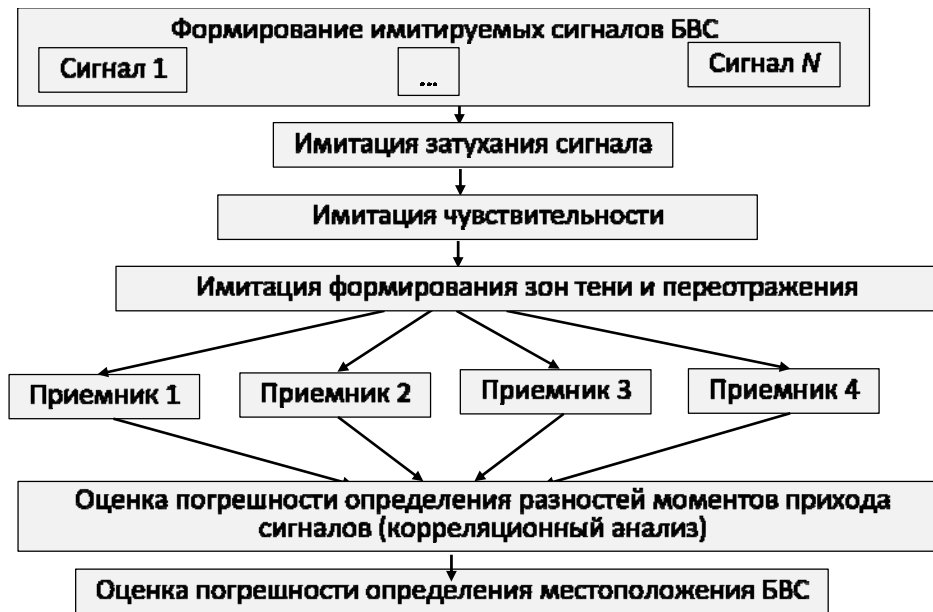 Формирование имитируемых сигналов БВС
Сигнал 1
...
Сигнал N
Имитация затухания сигнала
Имитация чувствительности
Имитация формирования зон тени и переотражения
Приемник 1
Приемник 2
Приемник 3
Приемник 4
Оценка погрешности определения разностей моментов прихода
сигналов (корреляционный анализ)
Оценка погрешности определения местоположения БВС